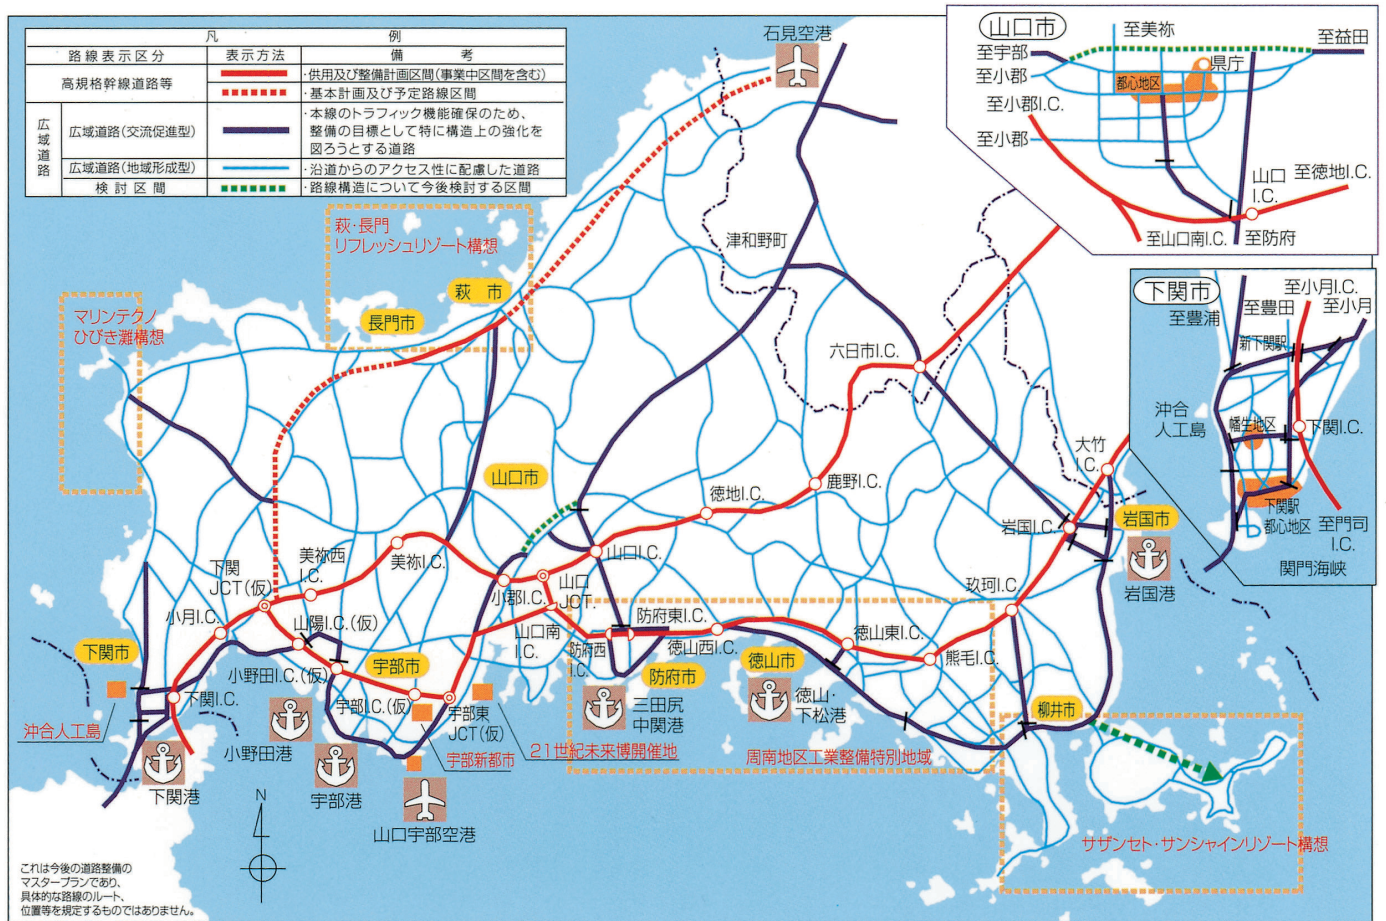 凡 例
路線表示区分 表示方法 備 考
高規格幹線道路等
・供用及び整備計画区間(事業中区間を含む)
・基本計画及び予定路線区間
広域道路
広域道路(交流促進型)
・本線のトラフィック機能確保のため、
整備の目標として特に構造上の強化を
図ろうとする道路
広域道路(地域形成型)
・沿道からのアクセス性に配慮した道路
検討区間
・路線構造について今後検討する区間
石見空港
山口市
至美祢
至宇部
至益田
至小郡
県庁
都心地区
至小郡I.C.
至小郡
山口
I.C.
至徳地I.C.
至山口南I.C.
至防府
下関市
至小月I.C.
至豊田
至小月
至豊浦
新下関駅
沖合
人工島
幡生地区
下関I.C.
下関駅
都心地区
至門司
I.C.
関門海峡
萩・長門
リフレッシュリゾート構想
マリンテクノ
ひびき灘構想
萩 市
長門市
津和野町
六日市I.C.
大竹
I.C.
山口市
徳地I.C.
鹿野I.C.
岩国I.C.
岩国市
岩国港
美祢I.C.
美祢西
I.C.
下関
JCT(仮)
小月I.C.
山陽I.C.(仮)
小郡I.C.
山口
JCT.
山口I.C.
玖珂I.C.
山口南
I.C.
防府西
I.C.
防府東I.C.
徳山西I.C.
徳山東I.C.
熊毛I.C.
下関市
小野田I.C.(仮)
宇部市
防府市
徳山市
柳井市
下関I.C.
宇部I.C.(仮)
宇部東
JCT(仮)
沖合人工島
小野田港
三田尻
中関港
徳山・
下松港
21世紀未来博開催地
宇部新都市
周南地区工業整備特別地域
下関港
宇部港
山口宇部空港
サザンセト・サンシャインリゾート構想
N
これは今後の道路整備の
マスタープランであり、
具体的な路線のルート、
位置等を規定するものではありません。